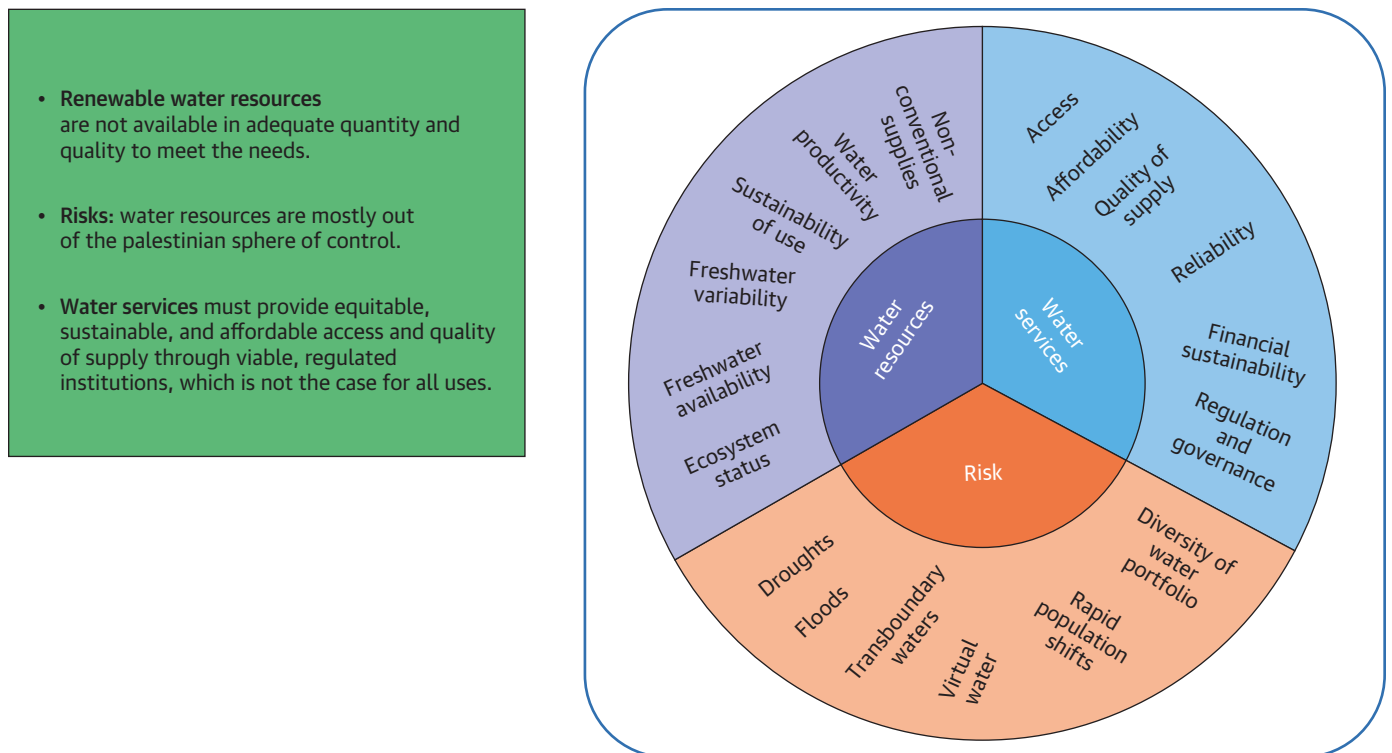 • Renewable water resources
are not available in adequate quantity and
quality to meet the needs.
• Risks: water resources are mostly out
of the palestinian sphere of control.
• Water services must provide equitable,
sustainable, and affordable access and quality
of supply through viable, regulated
institutions, which is not the case for all uses.
Water
resources
Ecosystem
status
Freshwater
availability
Freshwater
variability
Sustainability
of use
Water
productivity
Non-
conventional
supplies
Water
services
Access
Affordability
Quality of
supply
Reliability
Financial
sustainability
Regulation
and
governance
Risk
Droughts
Floods
Transboundary
waters
Virtual
water
Rapid
population
shifts
Diversity of
water
portfolio